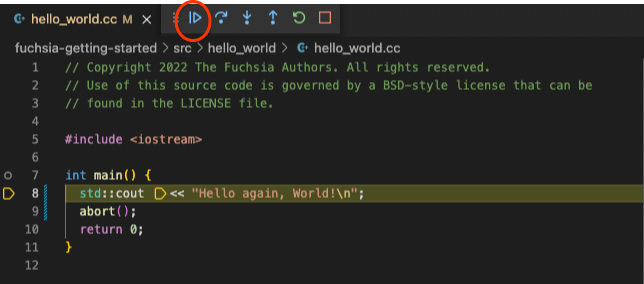 hello_world.cc M
fuchsia-getting-started > src > hello_world > hello_world.cc
1 // Copyright 2022 The Fuchsia Authors. All rights reserved.
2 // Use of this source code is governed by a BSD-style license that can be
3 // found in the LICENSE file.
4
5 #include <iostream>
6
7 int main() {
8 std::cout << "Hello again, World!\n";
9 abort();
10 return 0;
11 }
12